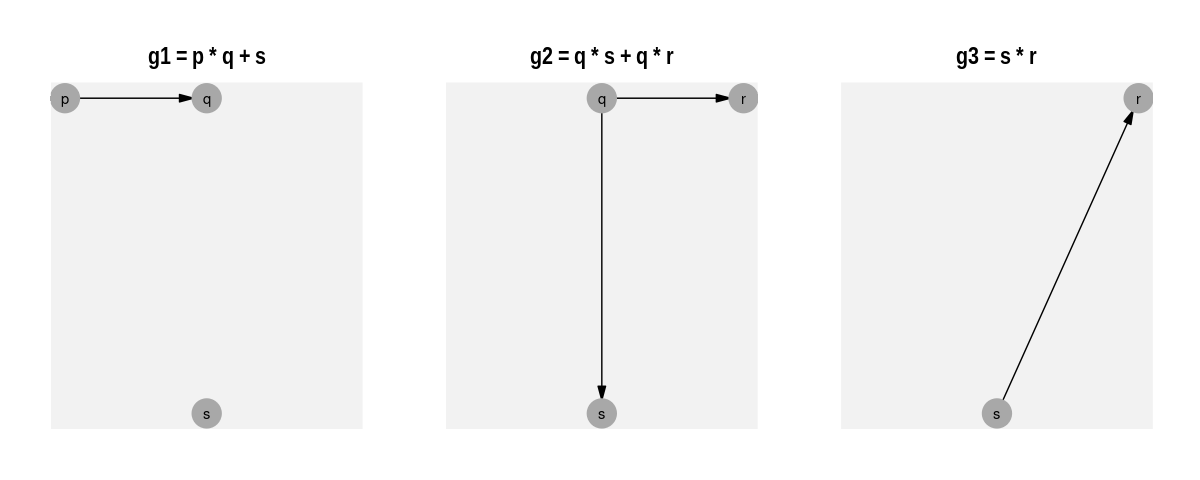 g1 = p * q + s
g2 = q * s + q * r
g3 = s * r
p
q
q
r
r
s
s
s